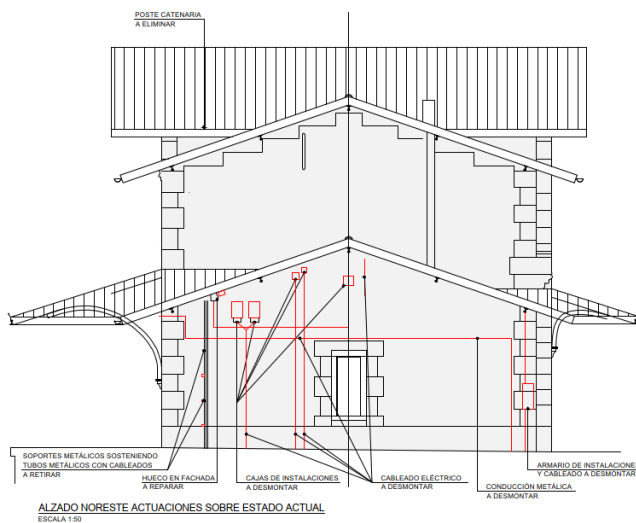 POSTE CATENARIA
A ELIMINAR
SOPORTES METÁLICOS SOSTENIENDO
TUBOS METÁLICOS CON CABLEADOS
A RETIRAR
HUECO EN FACHADA
A REPARAR
CAJAS DE INSTALACIONES
A DESMONTAR
CABLEADO ELÉCTRICO
A DESMONTAR
CONDUCCIÓN METÁLICA
A DESMONTAR
ARMARIO DE INSTALACIONE
Y CABLEADO A DESMONTAR
ALZADO NORESTE ACTUACIONES SOBRE ESTADO ACTUAL
ESCALA 1:50